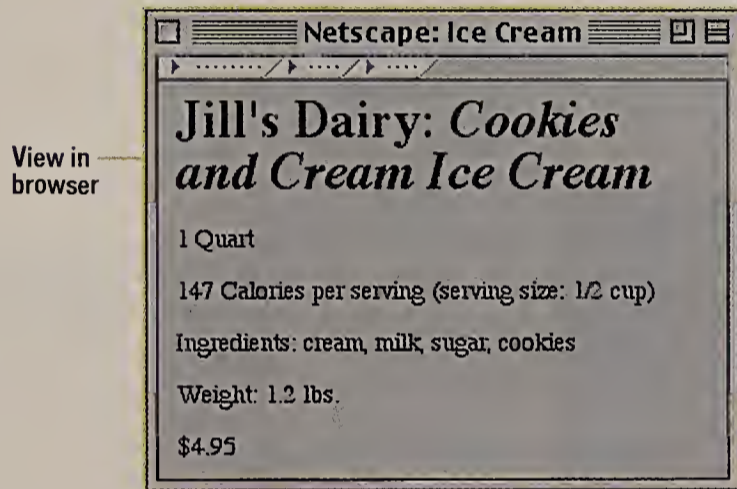 Netscape: Ice Cream
Jill's Dairy: Cookies
and Cream Ice Cream
View in
browser
1 Quart
147 Calories per serving (serving size: 1/2 cup)
Ingredients: cream, milk, sugar, cookies
Weight: 1.2 lbs.
$4.95